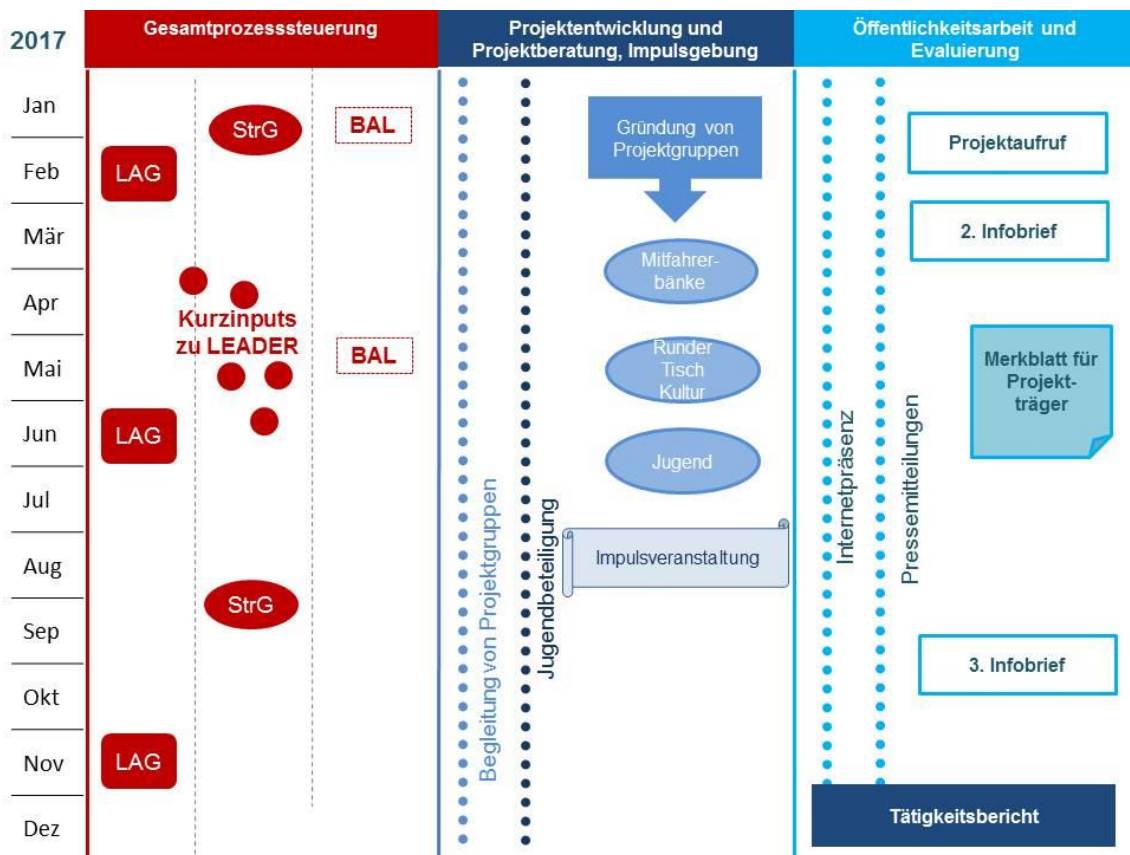 2017
Gesamtprozesssteuerung
Projektentwicklung und
Projektberatung, Impulsgebung
Öffentlichkeitsarbeit und
Evaluierung
Jan
Feb
Mär
Apr
Mai
Jun
Jul
Aug
Sep
Okt
Nov
Dez
LAG
StrG
BAL
Kurzinputs
zu LEADER
BAL
LAG
StrG
LAG
Begleitung von Projektgruppen
Jugendbeteiligung
Gründung von
Projektgruppen
Mitfahrer-
bänke
Runder
Tisch
Kultur
Jugend
Impulsveranstaltung
Internetpräsenz
Pressemitteilungen
Projektaufruf
2. Infobrief
Merkblatt für
Projekt-
träger
3. Infobrief
Tätigkeitsbericht